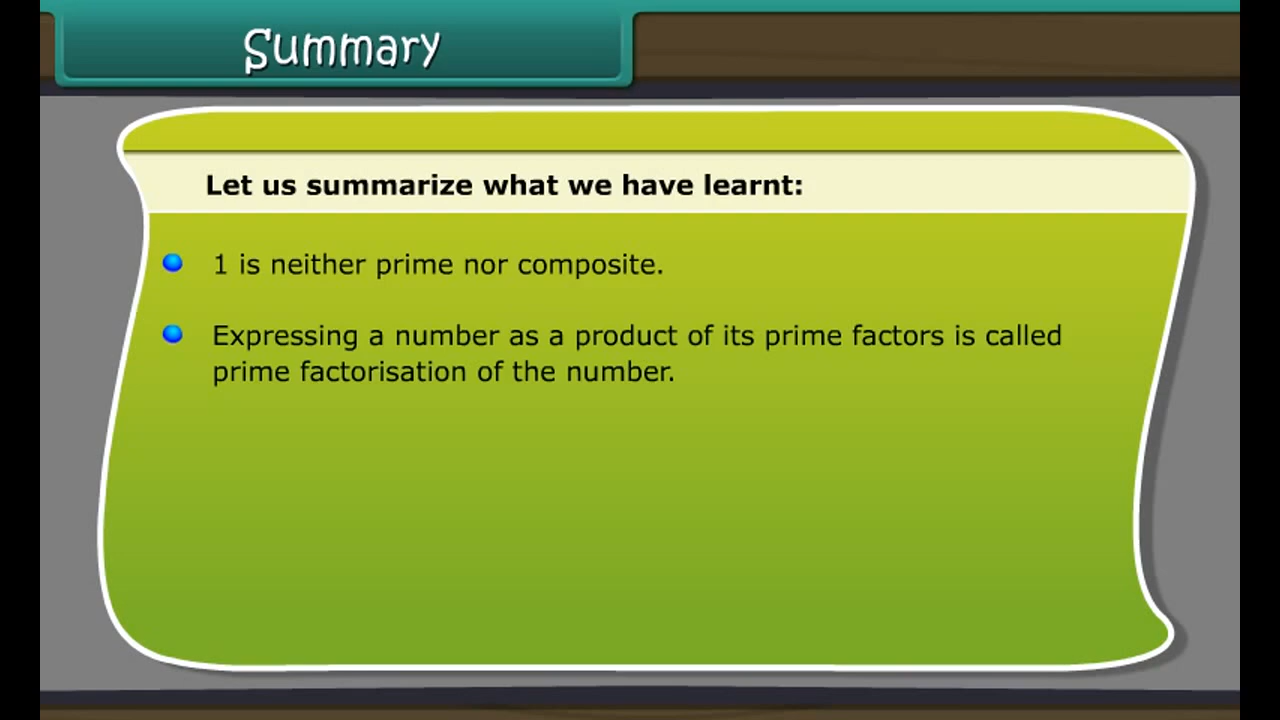 Summary
Let us summarize what we have learnt:
1 is neither prime nor composite.
Expressing a number as a product of its prime factors is called
prime factorisation of the number.